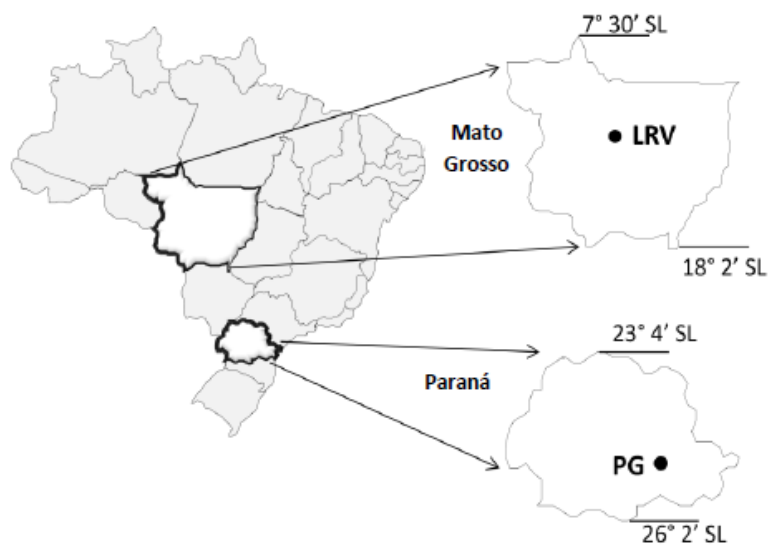 7° 30’ SL
Mato
Grosso
LRV
18° 2’ SL
23° 4’ SL
Paraná
PG
26° 2’ SL